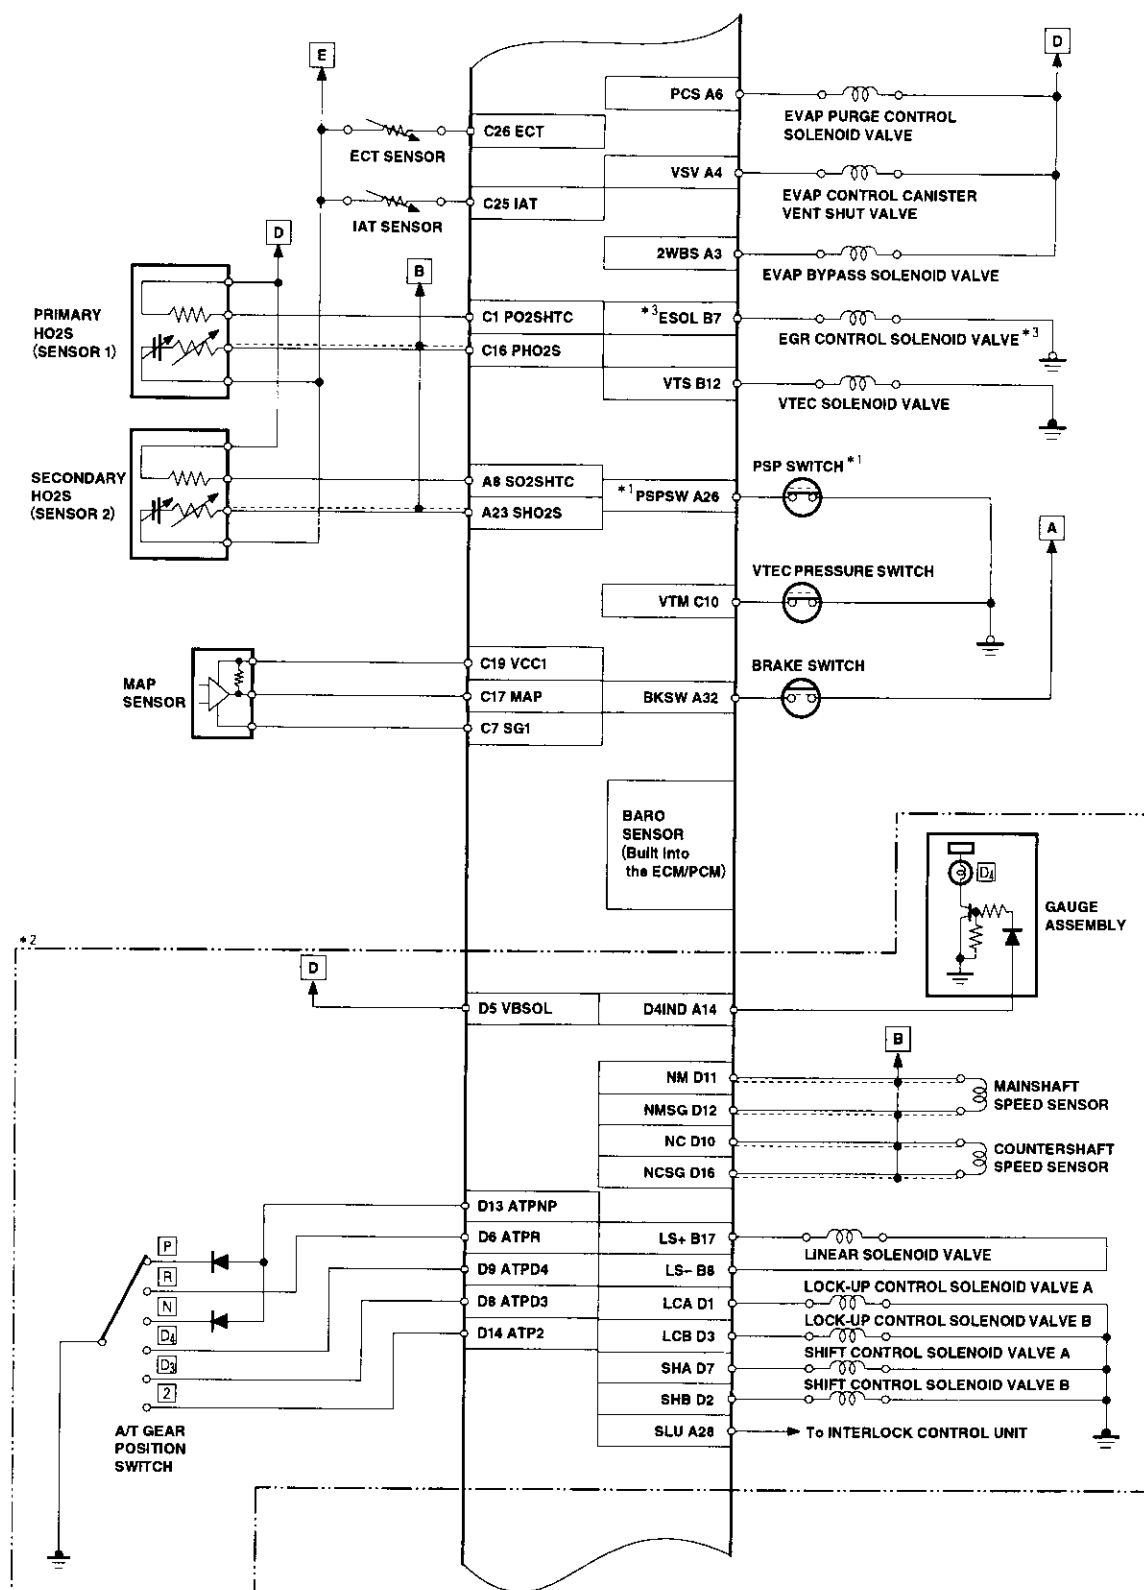 E
D
PCS A6
EVAP PURGE CONTROL
SOLENOID VALVE
C26 ECT
ECT SENSOR
VSV A4
EVAP CONTROL CANISTER
VENT SHUT VALVE
C25 IAT
IAT SENSOR
D
2WBS A3
EVAP BYPASS SOLENOID VALVE
B
PRIMARY
HO2S
(SENSOR 1)
C1 PO2SHTC
*3 ESOL B7
EGR CONTROL SOLENOID VALVE *3
C16 PHO2S
VTS B12
VTEC SOLENOID VALVE
SECONDARY
HO2S
(SENSOR 2)
A8 SO2SHTC
PSP SWITCH *1
*1 PSPSW A26
A23 SHO2S
A
VTEC PRESSURE SWITCH
VTM C10
MAP
SENSOR
C19 VCC1
C17 MAP
C7 SG1
BRAKE SWITCH
BKSW A32
BARO
SENSOR
(Built into
the ECM/PCM)
D4
GAUGE
ASSEMBLY
*2
D
D5 VBSOL
D4IND A14
B
NM D11
NMSG D12
MAINSHAFT
SPEED SENSOR
NC D10
NCSG D16
COUNTERSHAFT
SPEED SENSOR
D13 ATPNP
D6 ATPR
D9 ATPD4
D8 ATPD3
D14 ATP2
P
R
N
D4
D3
2
A/T GEAR
POSITION
SWITCH
LS+ B17
LINEAR SOLENOID VALVE
LS− B8
LOCK-UP CONTROL SOLENOID VALVE A
LCA D1
LOCK-UP CONTROL SOLENOID VALVE B
LCB D3
SHIFT CONTROL SOLENOID VALVE A
SHA D7
SHIFT CONTROL SOLENOID VALVE B
SHB D2
SLU A28
To INTERLOCK CONTROL UNIT